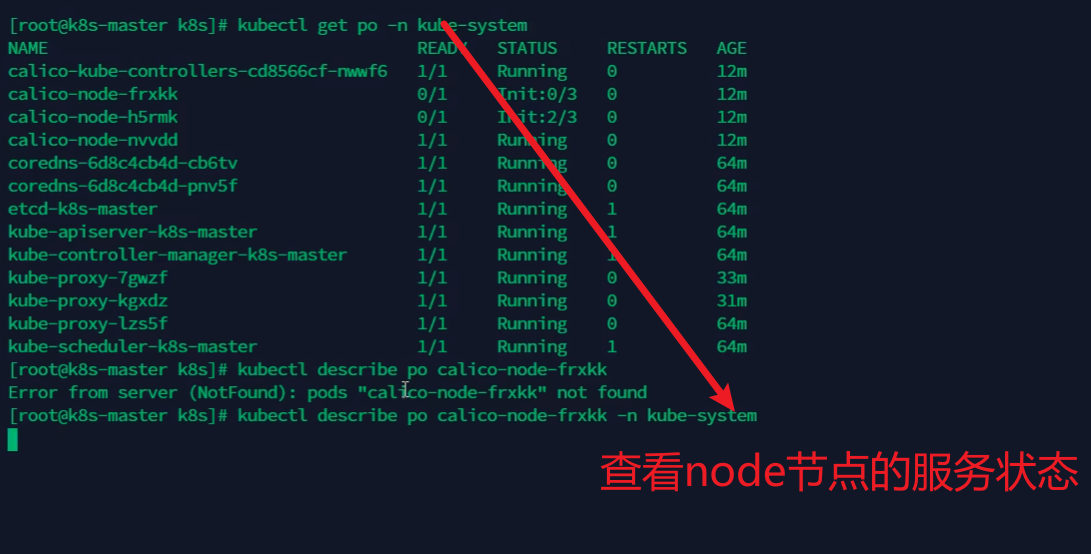 [root@k8s-master k8s]# kubectl get po -n kube-system
NAME READY STATUS RESTARTS AGE
calico-kube-controllers-cd8566cf-nwwf6 1/1 Running 0 12m
calico-node-frxkk 0/1 Init:0/3 0 12m
calico-node-h5rmk 0/1 Init:2/3 0 12m
calico-node-nvvdd 1/1 Running 0 12m
coredns-6d8c4cb4d-cb6tv 1/1 Running 0 64m
coredns-6d8c4cb4d-pnv5f 1/1 Running 0 64m
etcd-k8s-master 1/1 Running 1 64m
kube-apiserver-k8s-master 1/1 Running 1 64m
kube-controller-manager-k8s-master 1/1 Running 1 64m
kube-proxy-7gwzf 1/1 Running 0 33m
kube-proxy-kgxdz 1/1 Running 0 31m
kube-proxy-lzs5f 1/1 Running 0 64m
kube-scheduler-k8s-master 1/1 Running 1 64m
[root@k8s-master k8s]# kubectl describe po calico-node-frxkk
Error from server (NotFound): pods "calico-node-frxkk" not found
[root@k8s-master k8s]# kubectl describe po calico-node-frxkk -n kube-system
查看node节点的服务状态